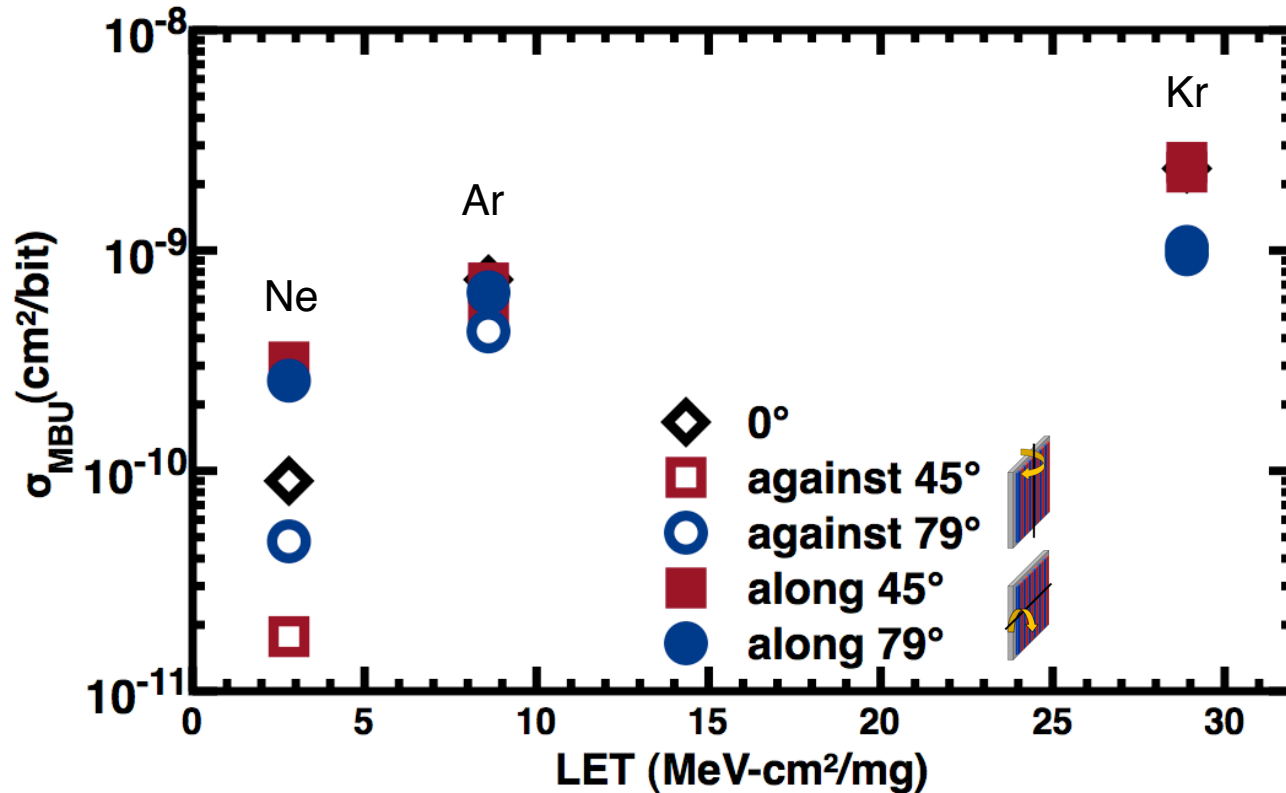 10⁻⁸
10⁻⁹
10⁻¹⁰
10⁻¹¹
σMBU(cm²/bit)
Ne
Ar
Kr
0°
against 45°
against 79°
along 45°
along 79°
0 5 10 15 20 25 30
LET (MeV-cm²/mg)